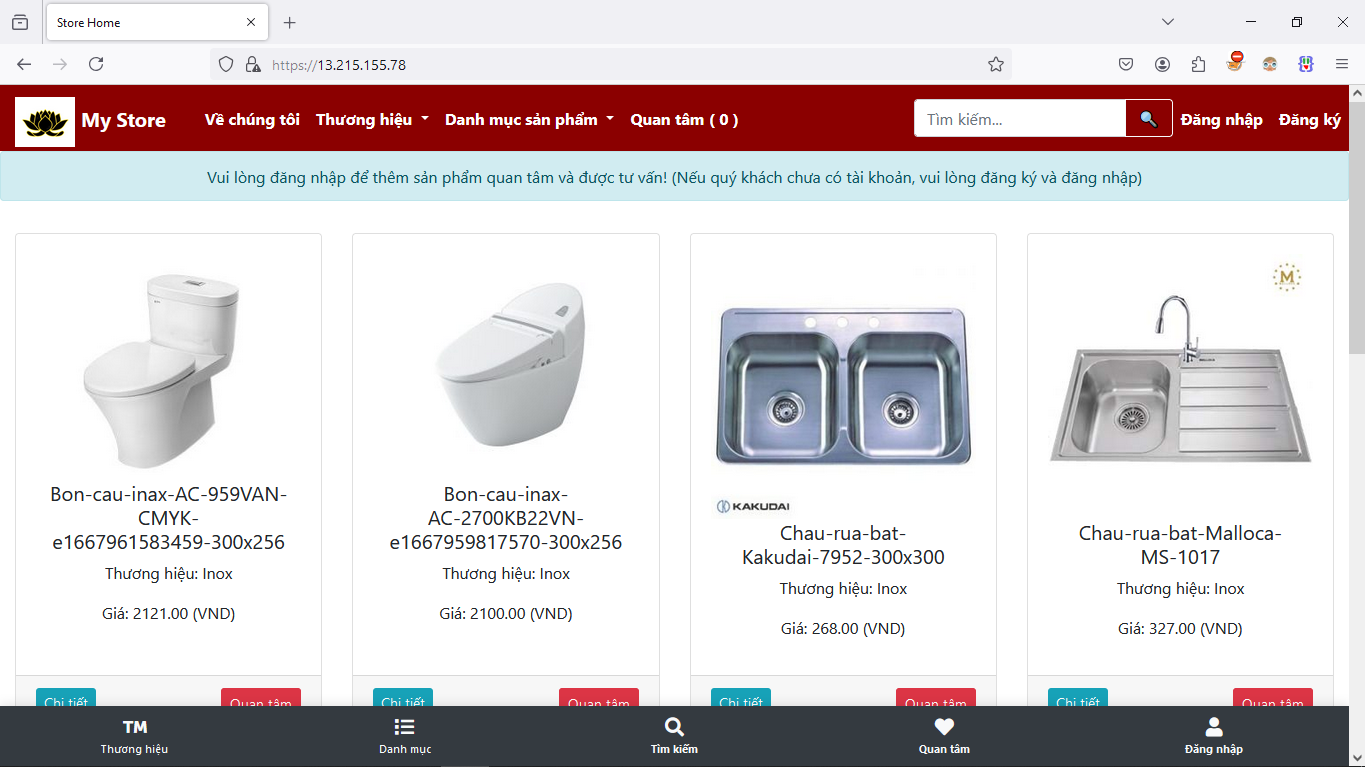 Store Home
https://13.215.155.78
My Store
Về chúng tôi
Thương hiệu
Danh mục sản phẩm
Quan tâm ( 0 )
Tìm kiếm...
Đăng nhập
Đăng ký
Vui lòng đăng nhập để thêm sản phẩm quan tâm và được tư vấn! (Nếu quý khách chưa có tài khoản, vui lòng đăng ký và đăng nhập)
Bon-cau-inax-AC-959VAN-
CMYK-
e1667961583459-300x256
Thương hiệu: Inox
Giá: 2121.00 (VND)
Chi tiết
Quan tâm
Bon-cau-inax-
AC-2700KB22VN-
e1667959817570-300x256
Thương hiệu: Inox
Giá: 2100.00 (VND)
Chi tiết
Quan tâm
KAKUDAI
Chau-rua-bat-
Kakudai-7952-300x300
Thương hiệu: Inox
Giá: 268.00 (VND)
Chi tiết
Quan tâm
M
MALLOCA
Chau-rua-bat-Malloca-
MS-1017
Thương hiệu: Inox
Giá: 327.00 (VND)
Chi tiết
Quan tâm
TM
Thương hiệu
Danh mục
Tìm kiếm
Quan tâm
Đăng nhập